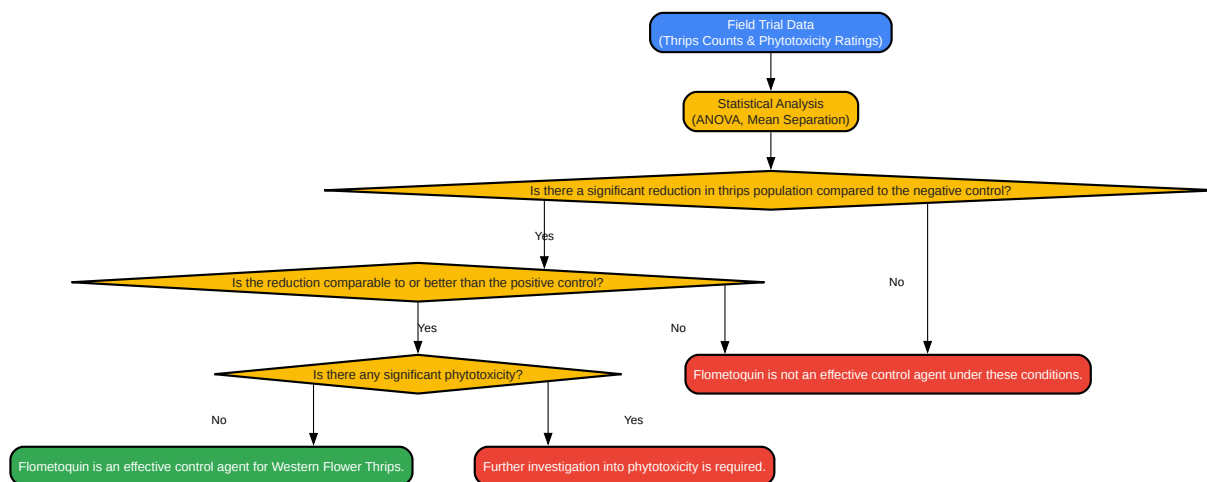 Field Trial Data
(Thrips Counts & Phytotoxicity Ratings)
Statistical Analysis
(ANOVA, Mean Separation)
Is there a significant reduction in thrips population compared to the negative control?
Yes
Is the reduction comparable to or better than the positive control?
No
Yes
No
Is there any significant phytotoxicity?
Flometoquin is not an effective control agent under these conditions.
No
Yes
Flometoquin is an effective control agent for Western Flower Thrips.
Further investigation into phytotoxicity is required.